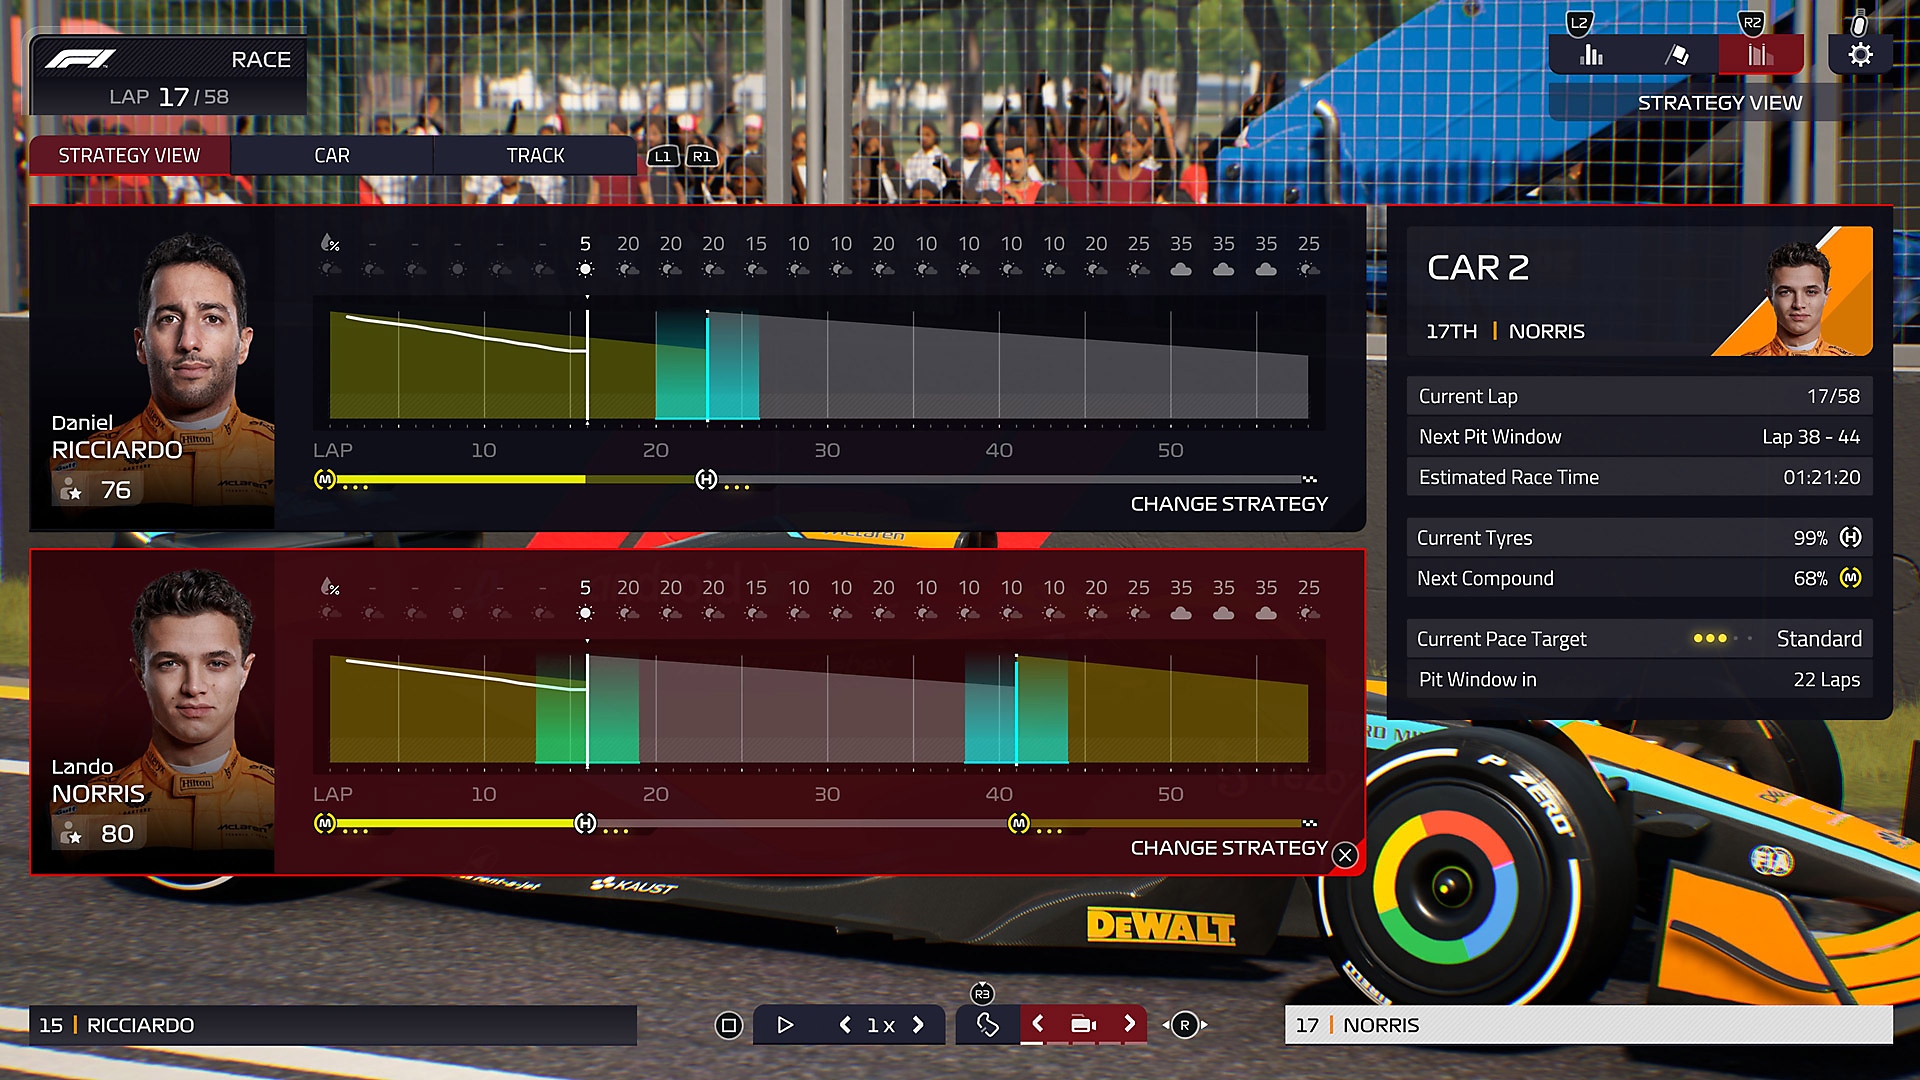 L2
R2
RACE
LAP 17/58
STRATEGY VIEW
STRATEGY VIEW
CAR
TRACK
L1
R1
% - - - - - 5 20 20 20 15 10 10 20 10 10 10 10 20 25 35 35 35 25
Daniel
RICCIARDO
Hilton
McLaren
76
LAP 10 20 30 40 50
M
H
CHANGE STRATEGY
CAR 2
17TH | NORRIS
Current Lap 17/58
Next Pit Window Lap 38 - 44
Estimated Race Time 01:21:20
Current Tyres 99% H
Next Compound 68% M
Current Pace Target Standard
Pit Window in 22 Laps
McLaren
% - - - - - 5 20 20 20 15 10 10 20 10 10 10 10 20 25 35 35 35 25
Lando
NORRIS
Hilton
McLaren
80
LAP 10 20 30 40 50
M
H
M
CHANGE STRATEGY
P ZERO
FIA
KAUST
DEWALT
R3
15 | RICCIARDO
1x
R
17 | NORRIS